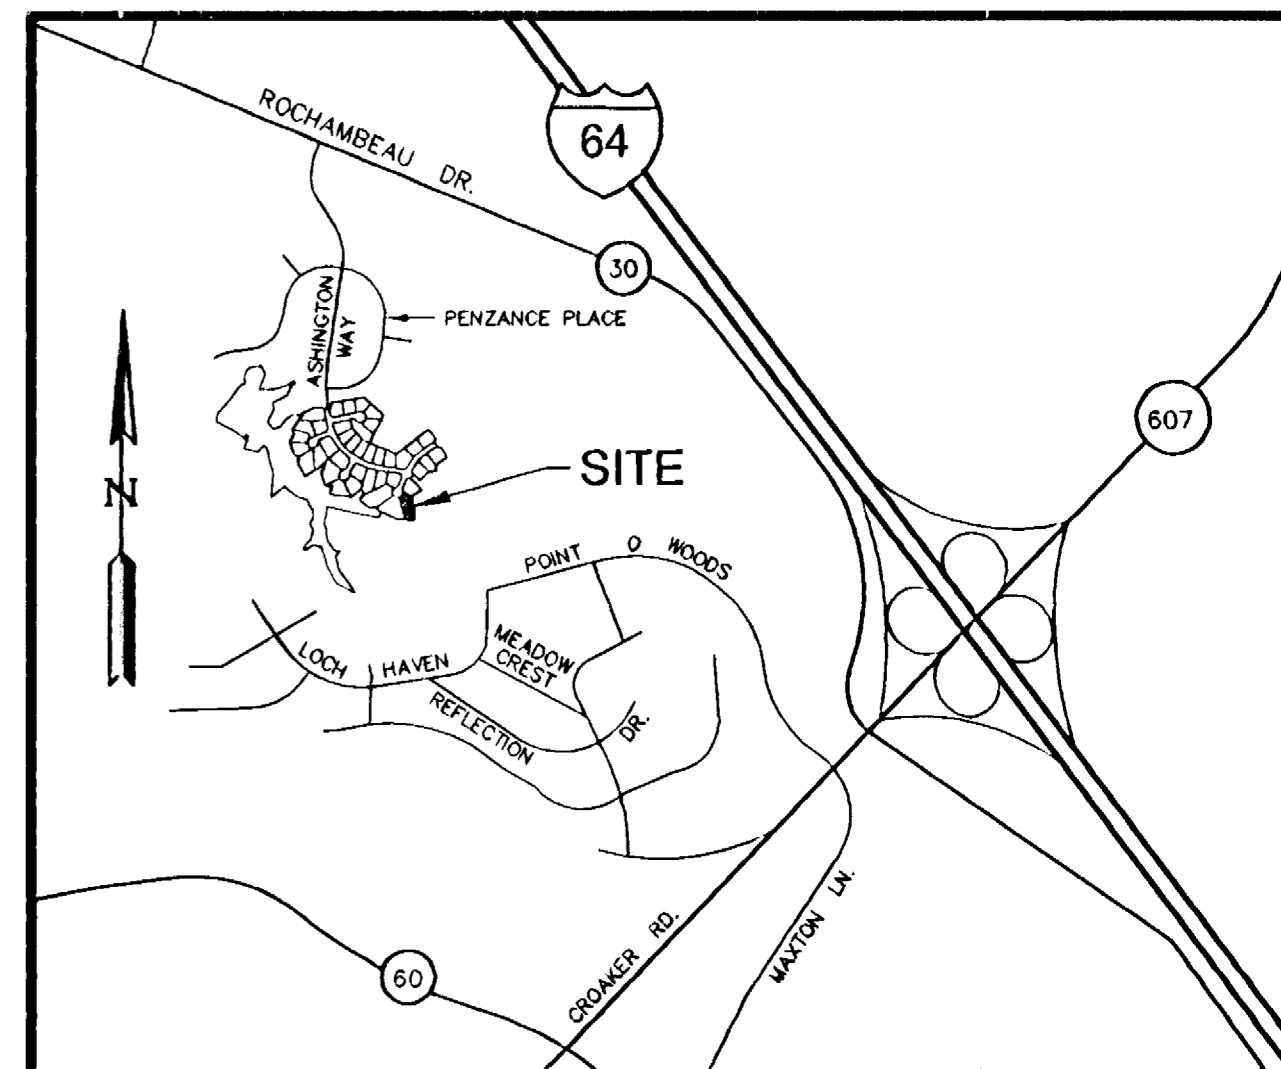 ROCHAMBEAU DR.
64
30
ASHINGTON
WAY
PENZANCE PLACE
607
N
SITE
POINT O WOODS
MEADOW
CREST
LOCH HAVEN
REFLECTION DR.
CROAKER RD.
MAXTON LN.
60